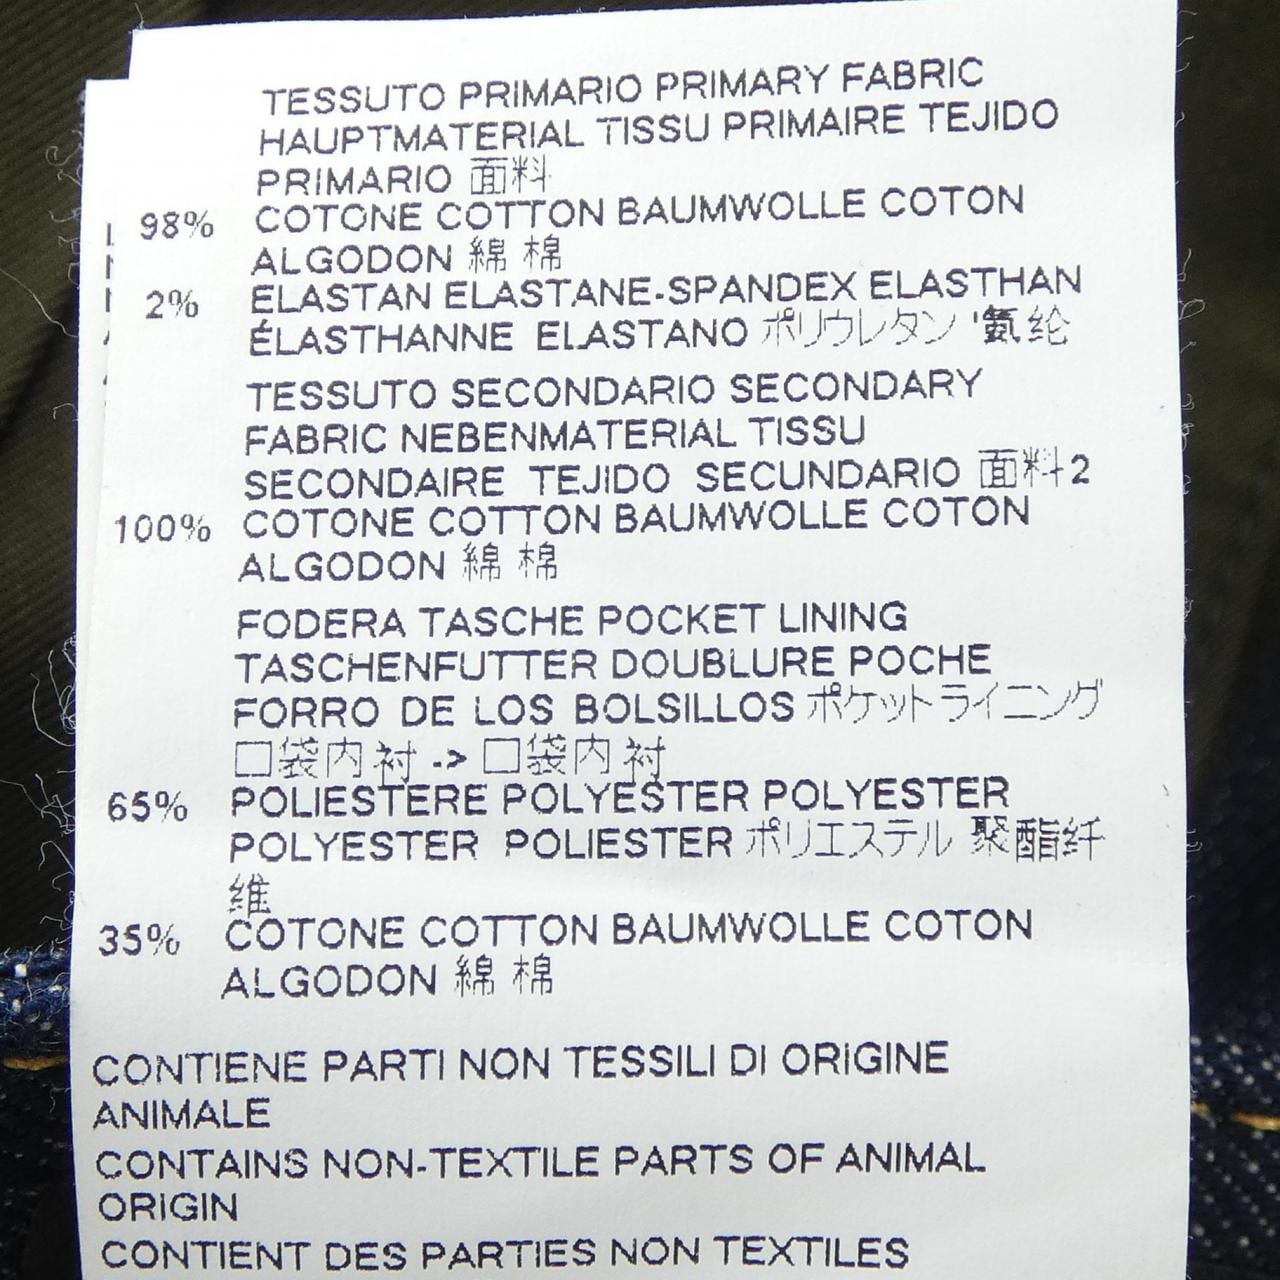 TESSUTO PRIMARIO PRIMARY FABRIC
HAUPTMATERIAL TISSU PRIMAIRE TEJIDO
PRIMARIO 面料
98% COTONE COTTON BAUMWOLLE COTON
ALGODON 綿 棉
2% ELASTAN ELASTANE-SPANDEX ELASTHAN
ÉLASTHANNE ELASTANO ポリウレタン '氨纶
TESSUTO SECONDARIO SECONDARY
FABRIC NEBENMATERIAL TISSU
SECONDAIRE TEJIDO SECUNDARIO 面料2
100% COTONE COTTON BAUMWOLLE COTON
ALGODON 綿 棉
FODERA TASCHE POCKET LINING
TASCHENFUTTER DOUBLURE POCHE
FORRO DE LOS BOLSILLOS ポケットライニング
口袋内衬 -> 口袋内衬
65% POLIESTERE POLYESTER POLYESTER
POLYESTER POLIESTER ポリエステル 聚酯纤
维
35% COTONE COTTON BAUMWOLLE COTON
ALGODON 綿 棉
CONTIENE PARTI NON TESSILI DI ORIGINE
ANIMALE
CONTAINS NON-TEXTILE PARTS OF ANIMAL
ORIGIN
CONTIENT DES PARTIES NON TEXTILES